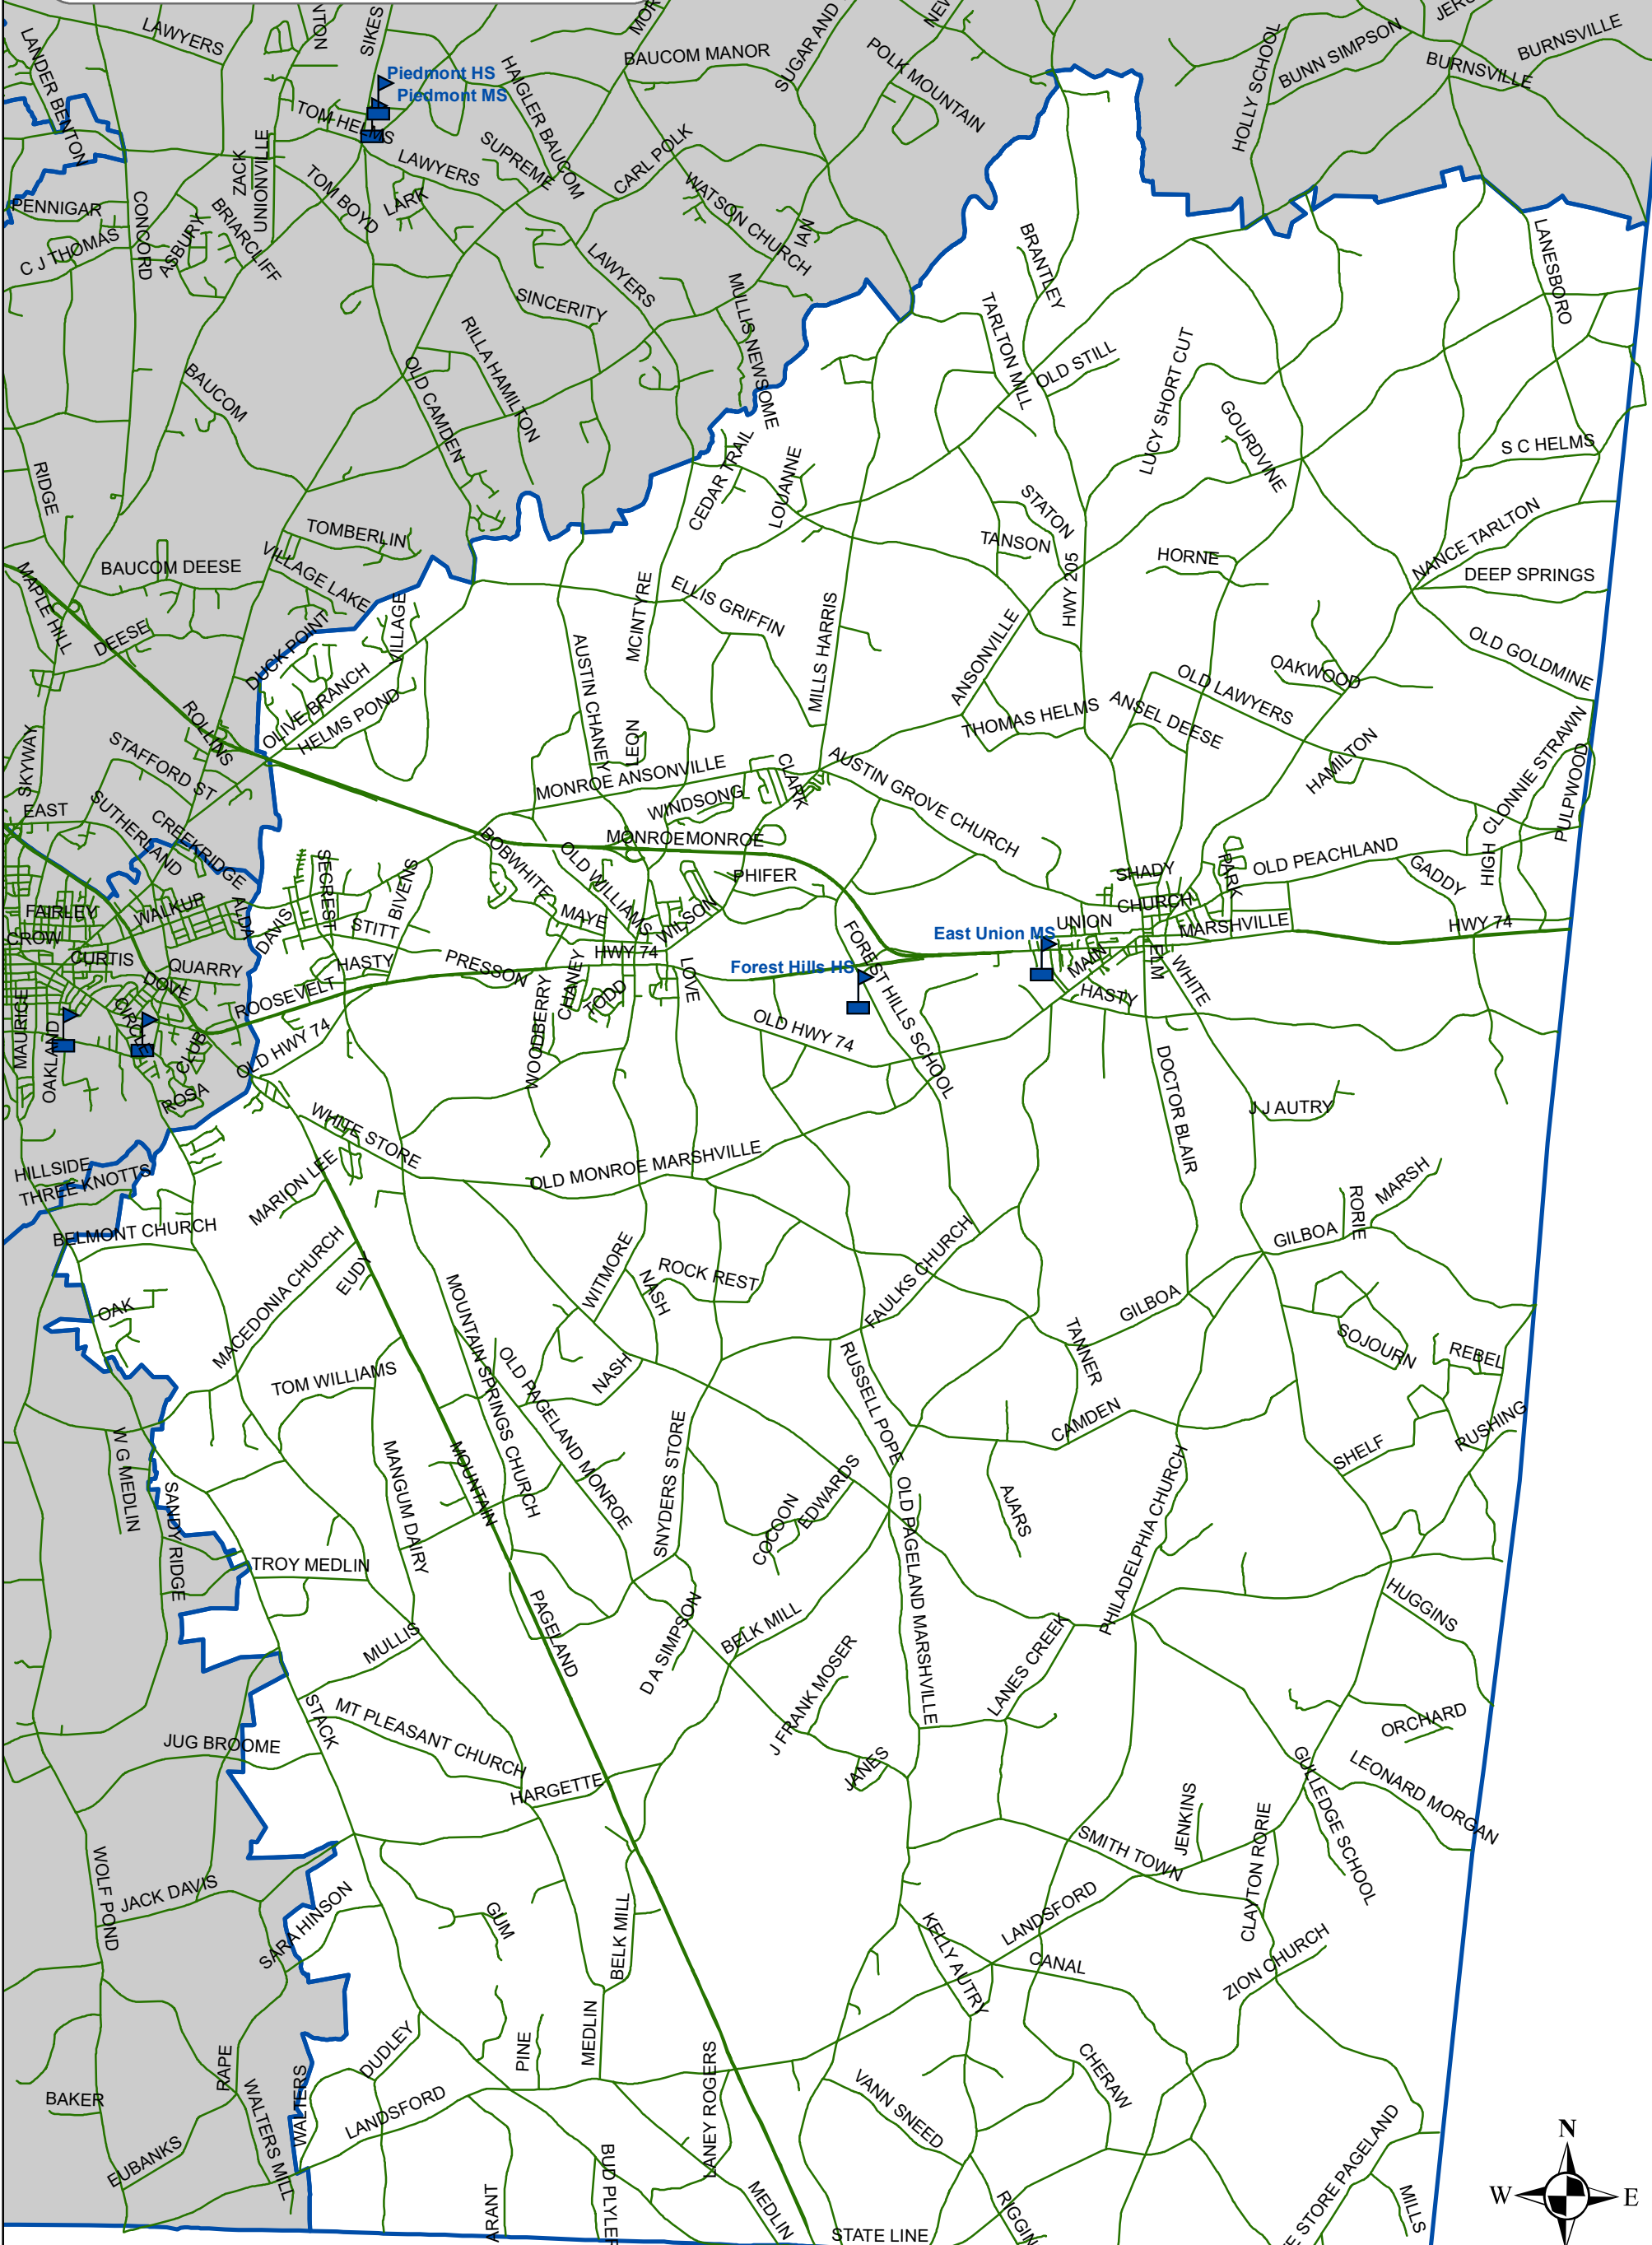 LAWYERS
SIKES
BAUCOM MANOR
SUGAR AND
POLK MOUNTAIN
HOLLY SCHOOL
BUNN SIMPSON
BURNSVILLE
BURNSVILLE
LANDER BENTON
Piedmont HS
Piedmont MS
HAIGLER BAUCOM
TOM HELMS
ZACK
UNIONVILLE
LAWYERS
SUPREME
CARL POLK
TOM BOYD
LARK
WATSON CHURCH
IAN
PENNIGAR
CONCORD
ASBURY
BRIARCLIFF
C J THOMAS
LAWYERS
SINCERITY
MULLIS NEWSOME
BRANTLEY
LANESBORO
TARLTON MILL
OLD STILL
LUCY SHORT CUT
RILLA HAMILTON
OLD CAMDEN
BAUCOM
GOURDVINE
S C HELMS
RIDGE
CEDAR TRAIL
LOUANNE
STATON
TANSON
HWY 205
HORNE
NANCE TARLTON
DEEP SPRINGS
TOMBERLIN
VILLAGE LAKE
BAUCOM DEESE
MAPLE HILL
DEESE
DUCK POINT
VILLAGE
MCINTYRE
ELLIS GRIFFIN
MILLS HARRIS
AUSTIN CHANEY
ANSONVILLE
OLD GOLDMINE
OAKWOOD
OLD LAWYERS
OLIVE BRANCH
HELMS POND
ROLLINS
STAFFORD ST
SKYWAY
LEON
THOMAS HELMS
ANSEL DEESE
HAMILTON
CLONNIE STRAWN
PULPWOOD
HIGH
EAST
SUTHERLAND
CREEKRIDGE
MONROE ANSONVILLE
WINDSONG
CLARK
AUSTIN GROVE CHURCH
MONROE
MONROE
PHIFER
BOBWHITE
OLD WILLIAMS
MAYE
WILSON
SECREST
BIVENS
STITT
SHADY
PARK
OLD PEACHLAND
GADDY
CHURCH
UNION
MARSHVILLE
HWY 74
FAIRLEY
WALKUP
ALDA
DAVIS
CROW
CURTIS
QUARRY
DOVE
HASTY
PRESSON
HWY 74
East Union MS
Forest Hills HS
FOREST HILLS SCHOOL
MAIN
ELM
WHITE
HASTY
MAURICE
OAKLAND
CIRCLE
CLUB
ROSA
ROOSEVELT
OLD HWY 74
WOODBERRY
CHANEY
TODD
LOVE
OLD HWY 74
DOCTOR BLAIR
J J AUTRY
HILLSIDE
THREE KNOTTS
BELMONT CHURCH
WHITE STORE
MARION LEE
OLD MONROE MARSHVILLE
MARSH
RORIE
GILBOA
OAK
MACEDONIA CHURCH
EUDY
WITMORE
NASH
ROCK REST
FAULKS CHURCH
GILBOA
TANNER
SOJOURN
REBEL
MOUNTAIN SPRINGS CHURCH
OLD PAGELAND MONROE
NASH
TOM WILLIAMS
RUSSELL POPE
CAMDEN
RUSHING
SHELF
W G MEDLIN
SANDY RIDGE
MANGUM DAIRY
MOUNTAIN
SNYDERS STORE
COCOON
EDWARDS
OLD PAGELAND MARSHVILLE
AJARS
PHILADELPHIA CHURCH
TROY MEDLIN
HUGGINS
MULLIS
PAGELAND
D A SIMPSON
BELK MILL
J FRANK MOSER
LANES CREEK
STACK
MT PLEASANT CHURCH
JUG BROOME
HARGETTE
JANES
ORCHARD
GULLEDGE SCHOOL
LEONARD MORGAN
SMITH TOWN
JENKINS
CLAYTON RORIE
WOLF POND
JACK DAVIS
SARA HINSON
GUM
BELK MILL
KELLY AUTRY
LANDSFORD
CANAL
ZION CHURCH
DUDLEY
PINE
MEDLIN
LANEY ROGERS
CHERAW
VANN SNEED
BAKER
RAPE
WALTERS MILL
WALTERS
LANDSFORD
EUBANKS
ARANT
BUD PLYLER
MEDLIN
STATE LINE
RIGGIN
E STORE PAGELAND
MILLS
N
W
E